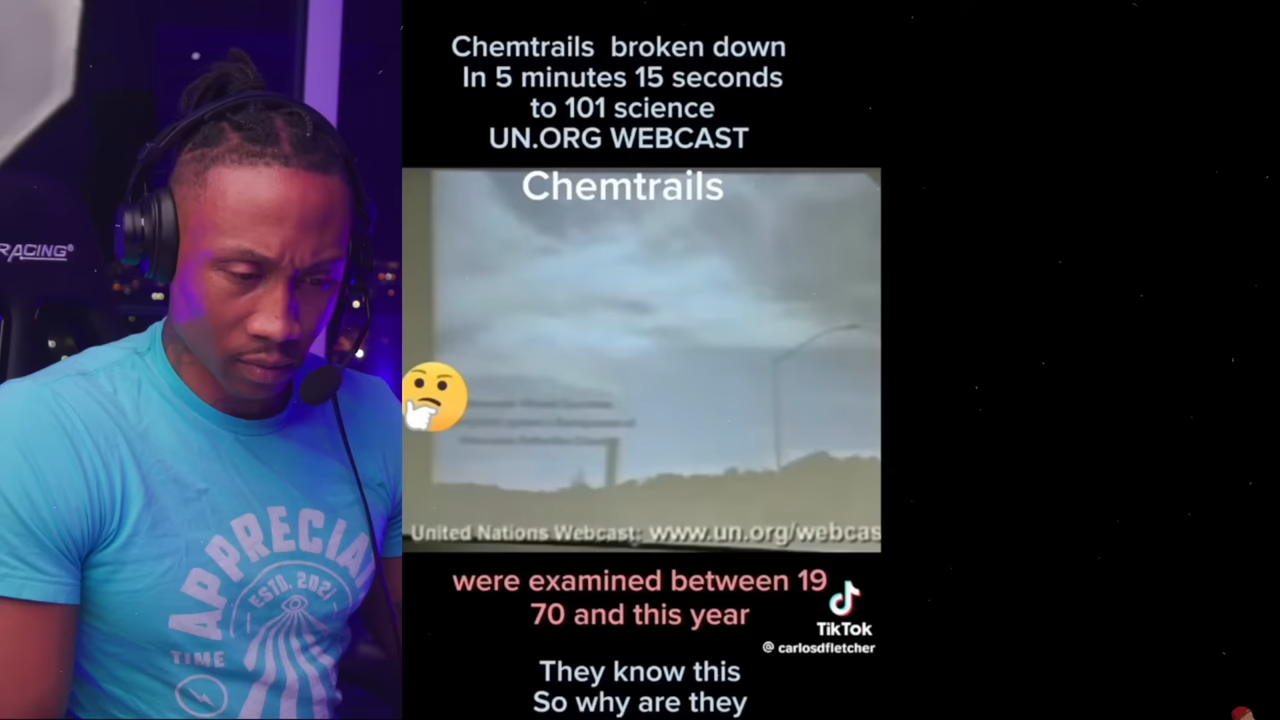 Chemtrails broken down
In 5 minutes 15 seconds
to 101 science
UN.ORG WEBCAST
Chemtrails
RACING®
United Nations Webcast: www.un.org/webcas
were examined between 19
70 and this year
TikTok
@ carlosdfletcher
They know this
So why are they
APPRECIA
ESTD. 2021
TIME